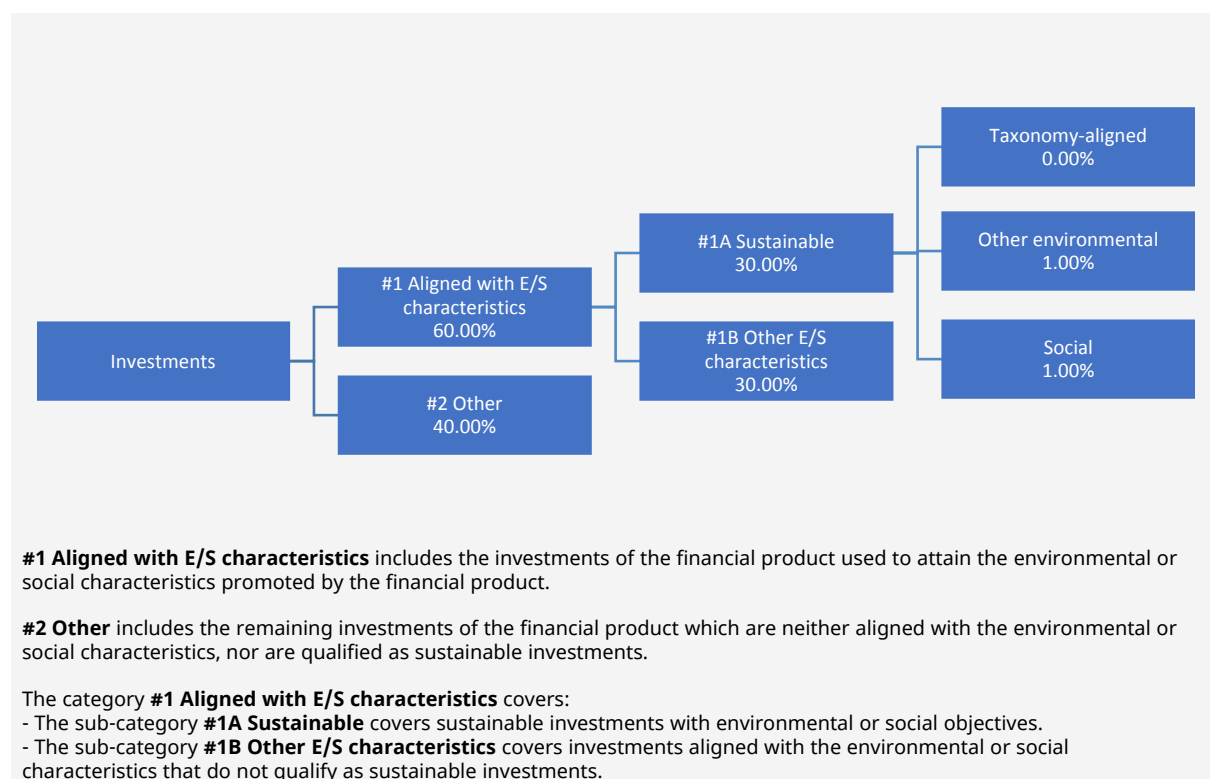 Taxonomy-aligned
0.00%
#1A Sustainable
30.00%
Other environmental
1.00%
#1 Aligned with E/S
characteristics
60.00%
Investments
#1B Other E/S
characteristics
30.00%
Social
1.00%
#2 Other
40.00%
#1 Aligned with E/S characteristics includes the investments of the financial product used to attain the environmental or
social characteristics promoted by the financial product.
#2 Other includes the remaining investments of the financial product which are neither aligned with the environmental or
social characteristics, nor are qualified as sustainable investments.
The category #1 Aligned with E/S characteristics covers:
- The sub-category #1A Sustainable covers sustainable investments with environmental or social objectives.
- The sub-category #1B Other E/S characteristics covers investments aligned with the environmental or social
characteristics that do not qualify as sustainable investments.